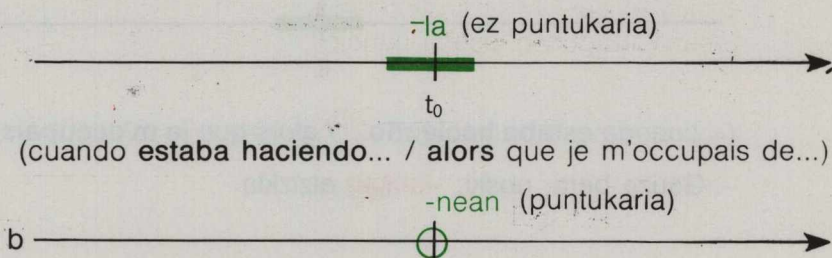 -la (ez puntukaria)
t₀
(cuando estaba haciendo... / alors que je m'occupais de...)
-nean (puntukaria)
b